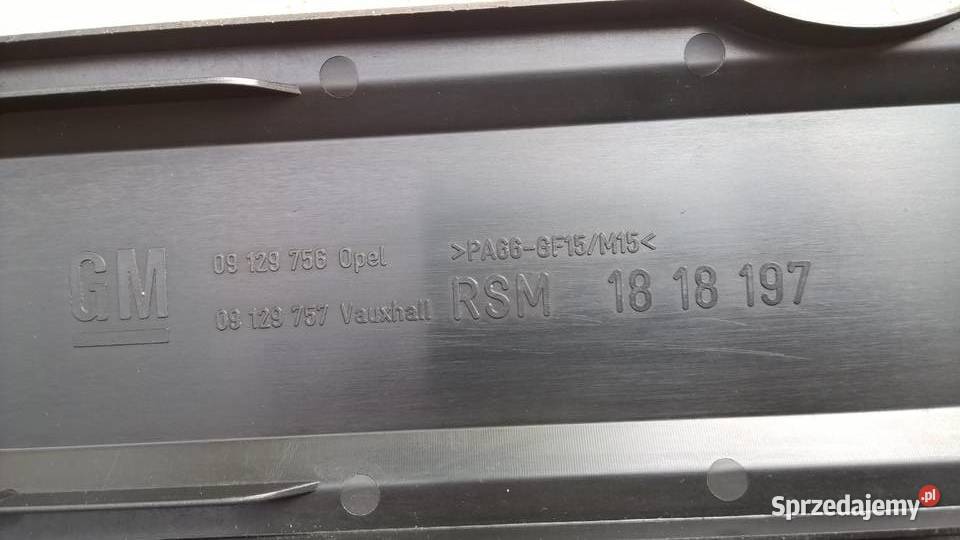 GM
09 129 756 Opel
09 129 757 Vauxhall
>PA66-GF15/M15<
RSM 18 18 197
Sprzedajemy.pl